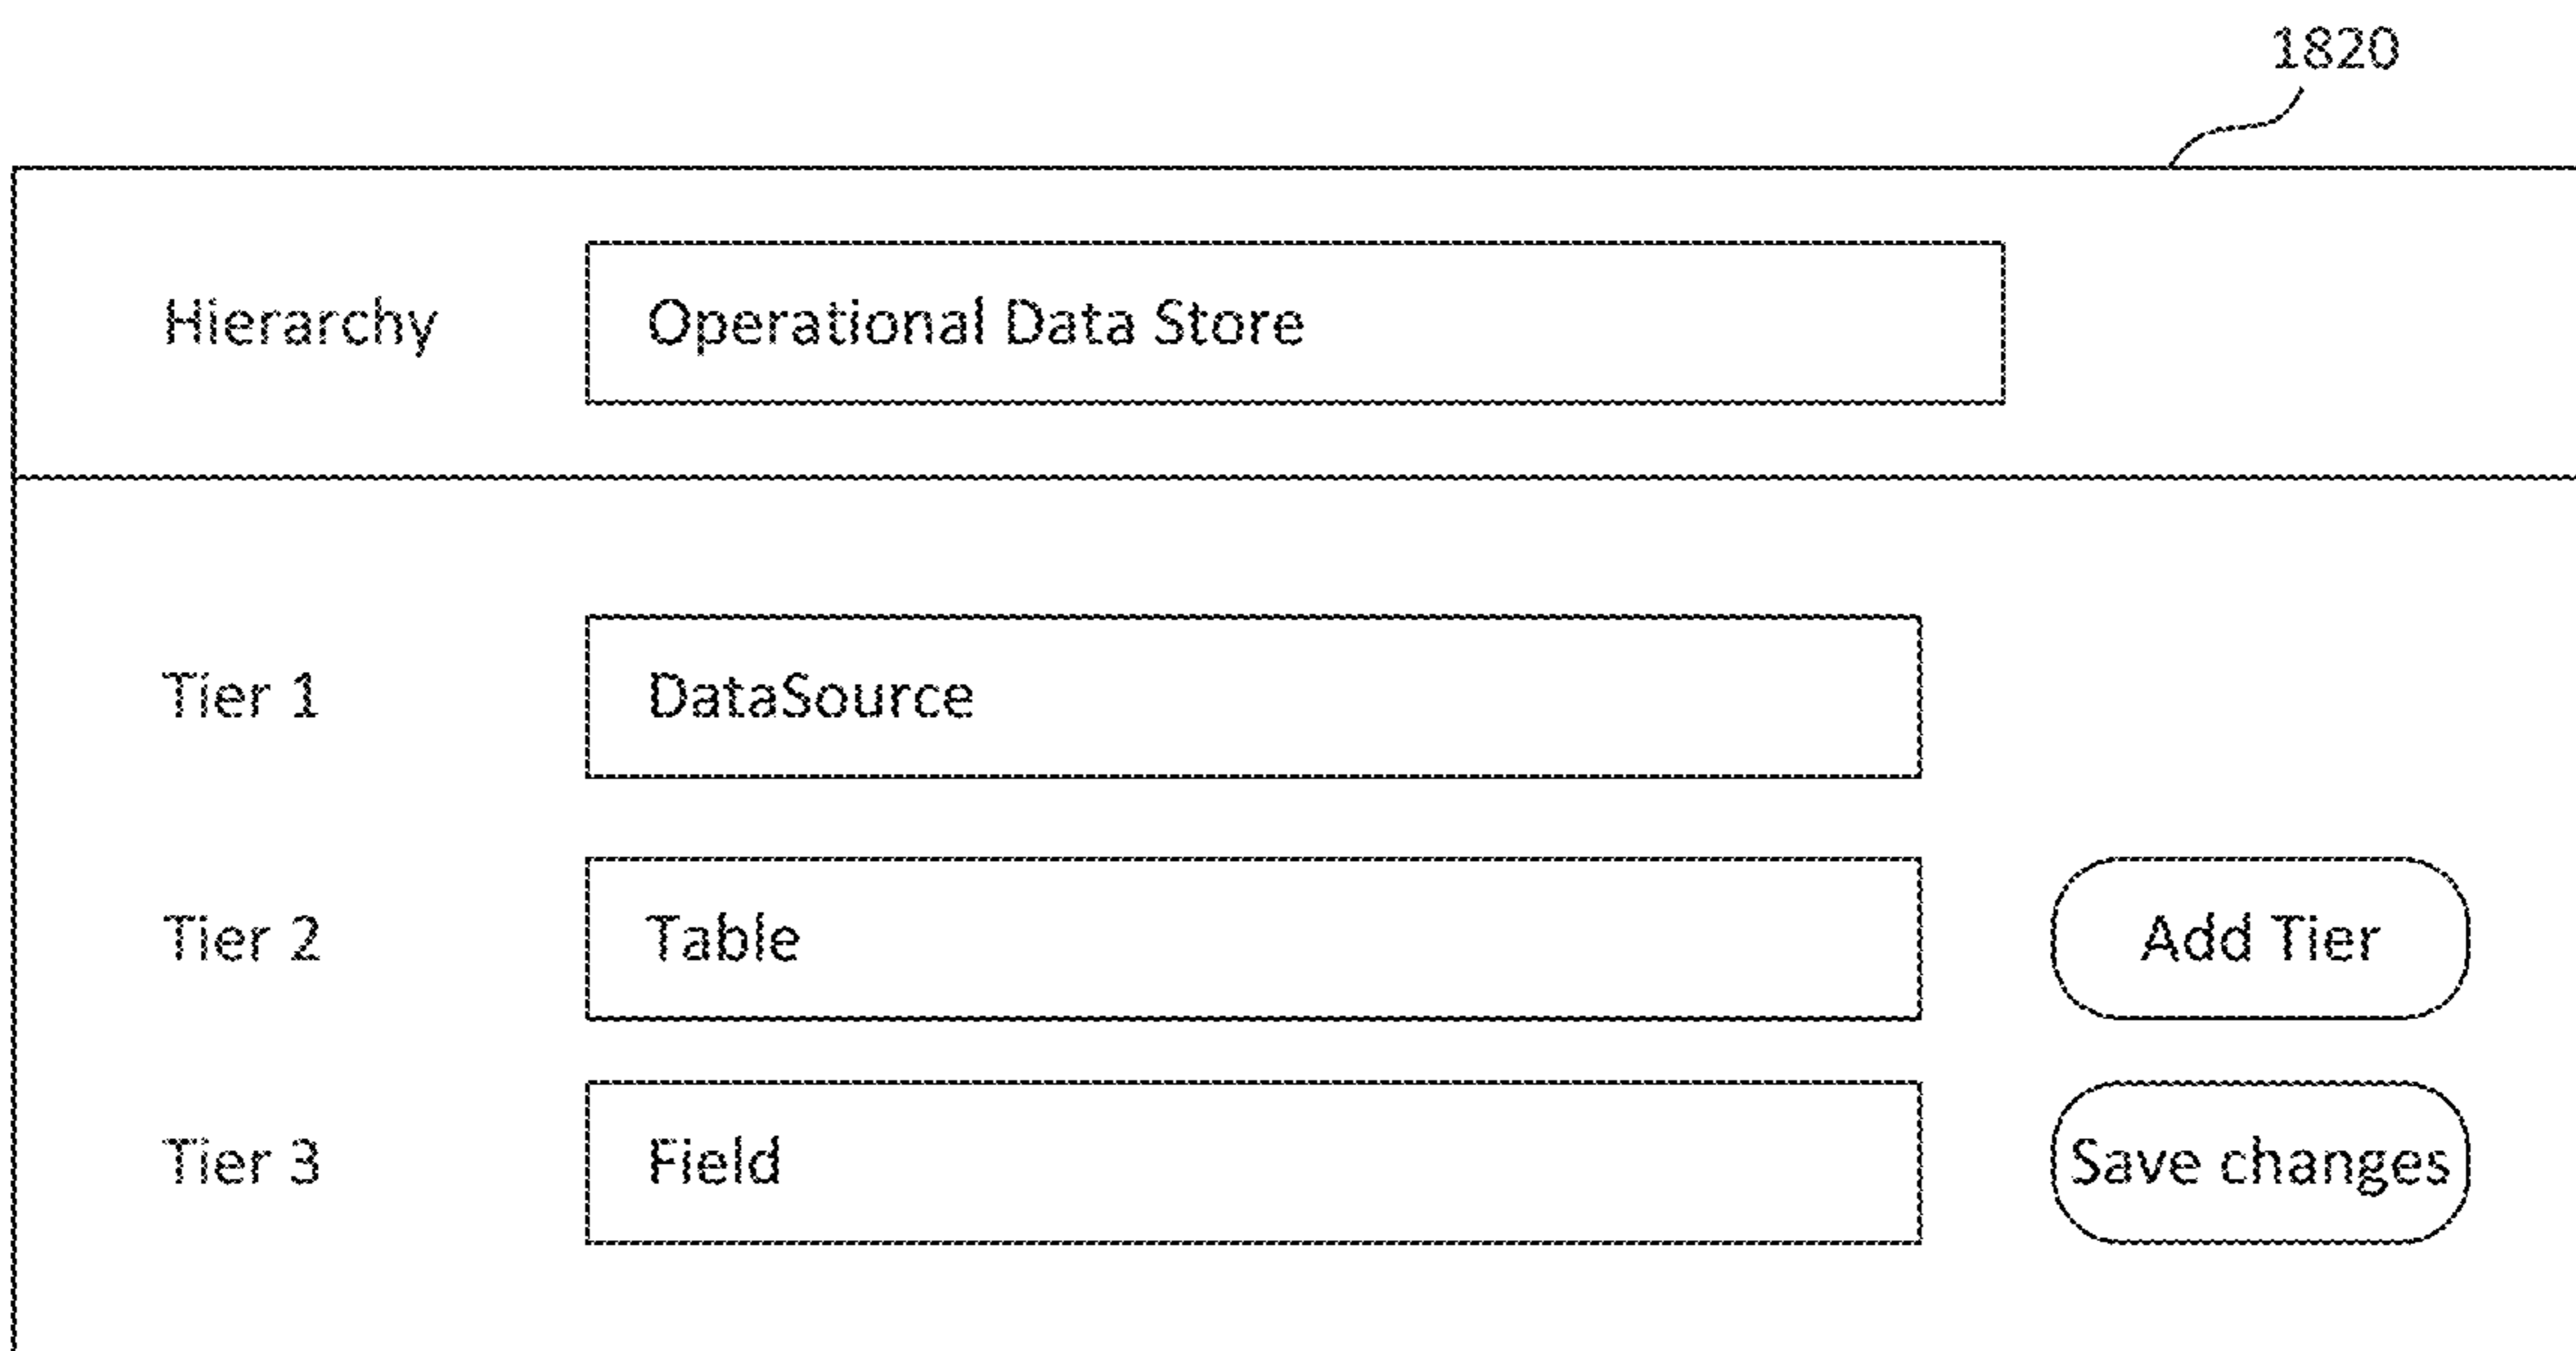 1820
Hierarchy Operational Data Store
Tier 1 DataSource
Tier 2 Table Add Tier
Tier 3 Field Save changes